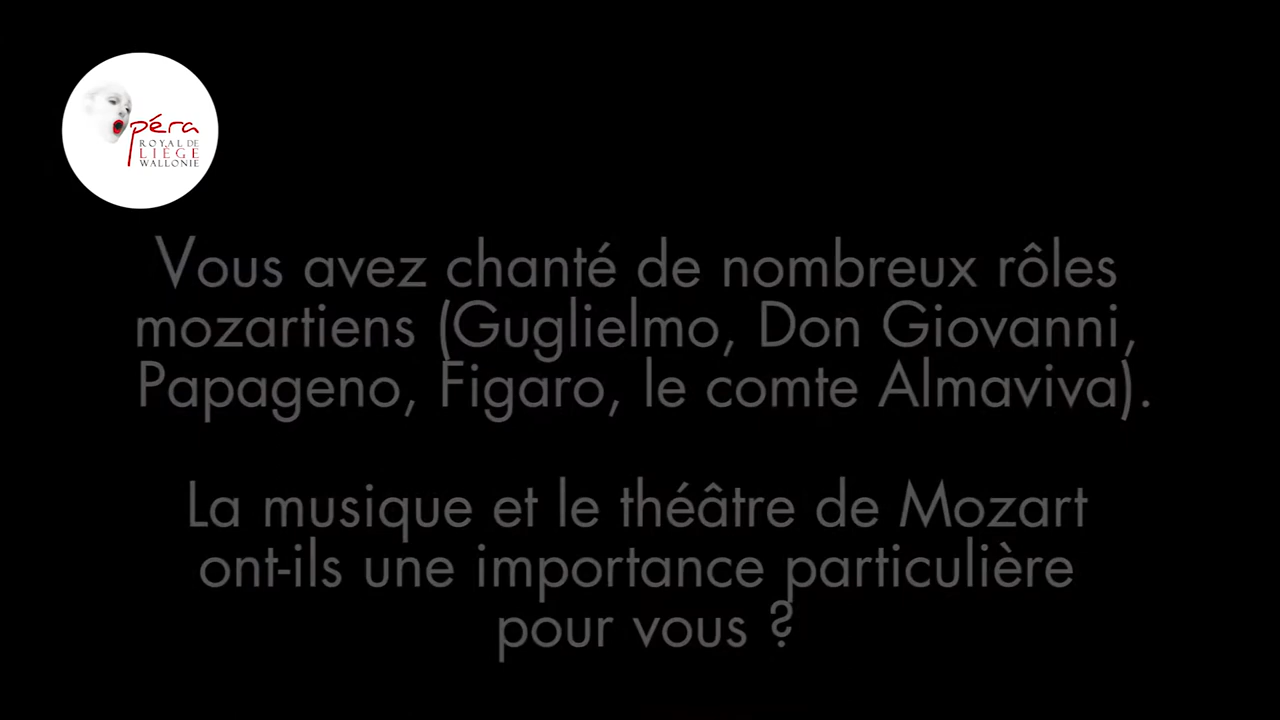 Opéra
ROYAL DE
LIÈGE
WALLONIE
Vous avez chanté de nombreux rôles
mozartiens (Guglielmo, Don Giovanni,
Papageno, Figaro, le comte Almaviva).
La musique et le théâtre de Mozart
ont-ils une importance particulière
pour vous ?